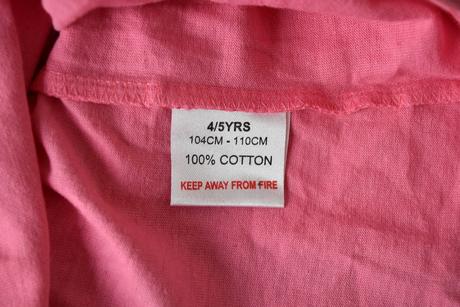 4/5YRS
104CM - 110CM
100% COTTON
KEEP AWAY FROM FIRE